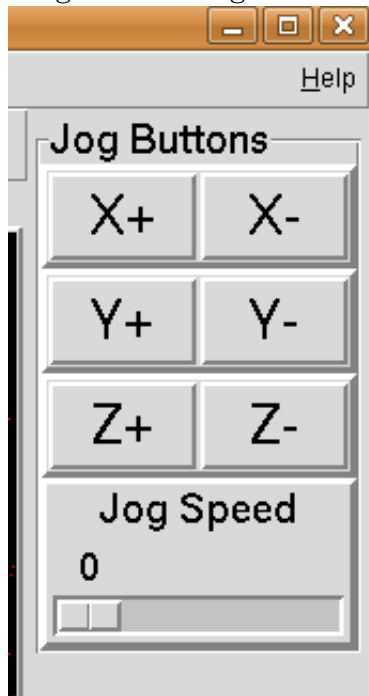 Help
Jog Buttons
X+ X-
Y+ Y-
Z+ Z-
Jog Speed
0